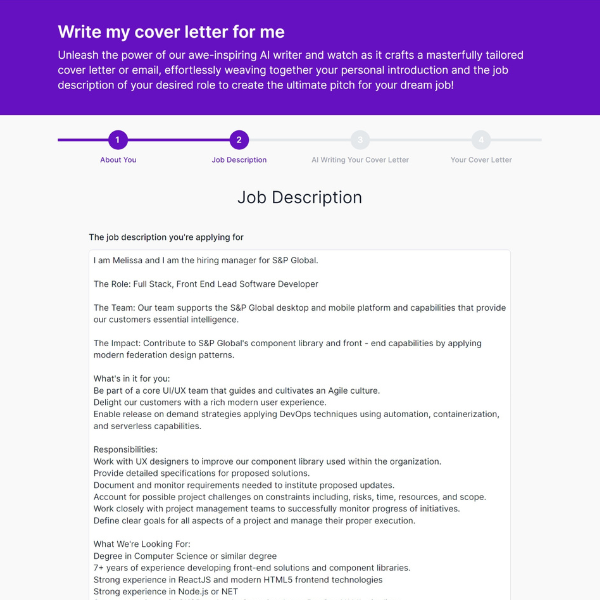 Write my cover letter for me
Unleash the power of our awe-inspiring AI writer and watch as it crafts a masterfully tailored
cover letter or email, effortlessly weaving together your personal introduction and the job
description of your desired role to create the ultimate pitch for your dream job!
1 2 3 4
About You Job Description AI Writing Your Cover Letter Your Cover Letter
Job Description
The job description you're applying for
I am Melissa and I am the hiring manager for S&P Global.
The Role: Full Stack, Front End Lead Software Developer
The Team: Our team supports the S&P Global desktop and mobile platform and capabilities that provide
our customers essential intelligence.
The Impact: Contribute to S&P Global's component library and front - end capabilities by applying
modern federation design patterns.
What's in it for you:
Be part of a core UI/UX team that guides and cultivates an Agile culture.
Delight our customers with a rich modern user experience.
Enable release on demand strategies applying DevOps techniques using automation, containerization,
and serverless capabilities.
Responsibilities:
Work with UX designers to improve our component library used within the organization.
Provide detailed specifications for proposed solutions.
Document and monitor requirements needed to institute proposed updates.
Account for possible project challenges on constraints including, risks, time, resources, and scope.
Work closely with project management teams to successfully monitor progress of initiatives.
Define clear goals for all aspects of a project and manage their proper execution.
What We're Looking For:
Degree in Computer Science or similar degree
7+ years of experience developing front-end solutions and component libraries.
Strong experience in ReactJS and modern HTML5 frontend technologies
Strong experience in Node.js or NET